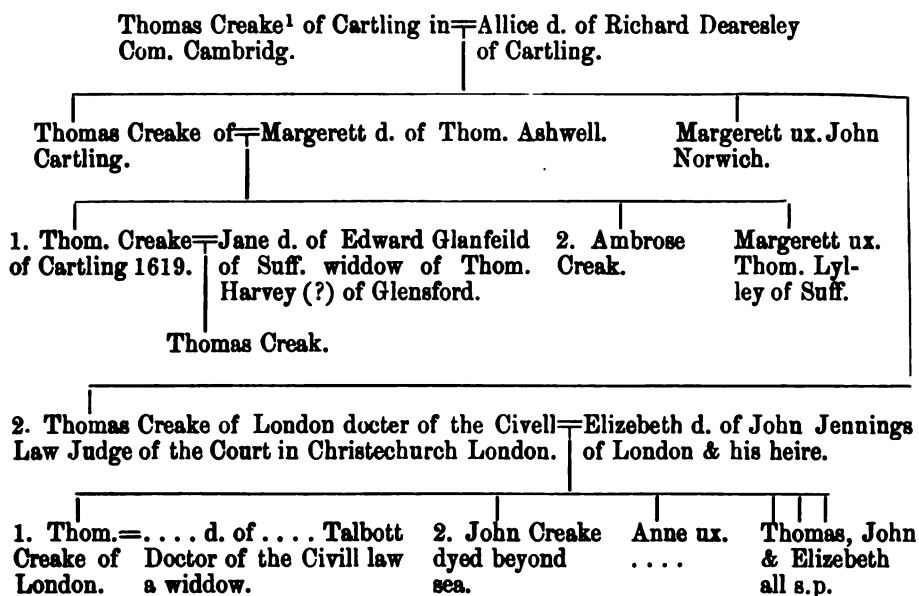 Thomas Creake¹ of Cartling in=Allice d. of Richard Dearesley
Com. Cambridg. of Cartling.
Thomas Creake of=Margerett d. of Thom. Ashwell. Margerett ux. John
Cartling. Norwich.
1. Thom. Creake=Jane d. of Edward Glanfeild 2. Ambrose Margerett ux.
of Cartling 1619. of Suff. widdow of Thom. Creak. Thom. Lyl-
Harvey (?) of Glensford. ley of Suff.
Thomas Creak.
2. Thomas Creake of London docter of the Civell=Elizebeth d. of John Jennings
Law Judge of the Court in Christechurch London. of London & his heire.
1. Thom.=.... d. of .... Talbott 2. John Creake Anne ux. Thomas, John
Creake of Doctor of the Civill law dyed beyond .... & Elizebeth
London. a widdow. sea. all s.p.